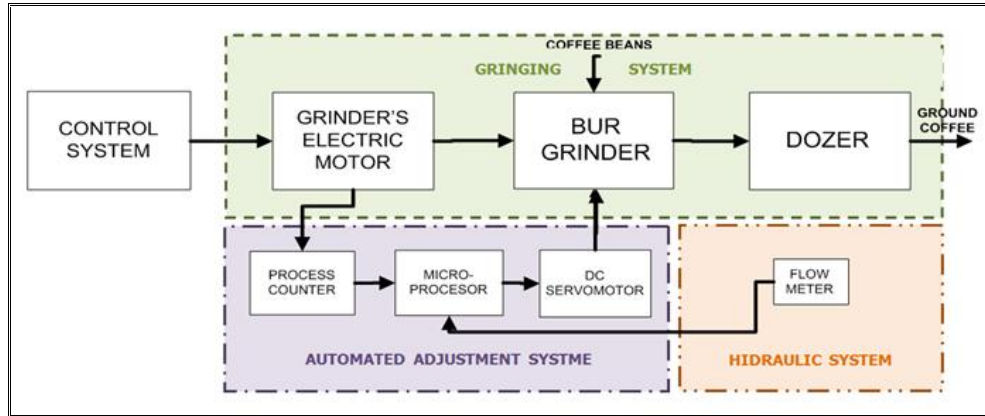 COFFEE BEANS
GRINGING SYSTEM
CONTROL
SYSTEM
GRINDER'S
ELECTRIC
MOTOR
BUR
GRINDER
DOZER
GROUND
COFFEE
PROCESS
COUNTER
MICRO-
PROCESOR
DC
SERVOMOTOR
FLOW
METER
AUTOMATED ADJUSTMENT SYSTME
HIDRAULIC SYSTEM